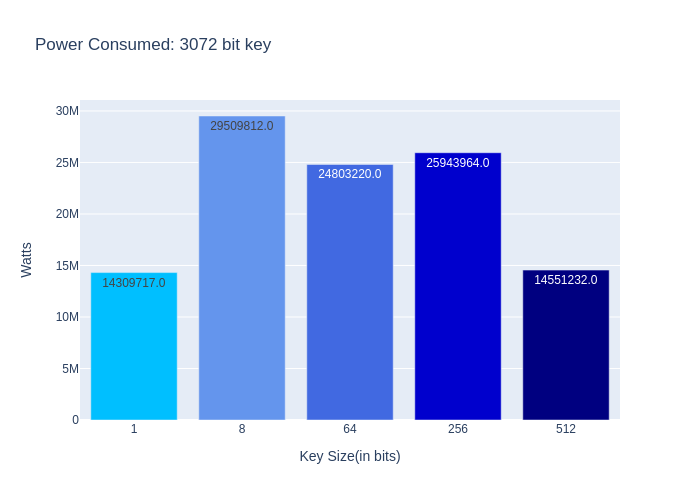 Power Consumed: 3072 bit key
30M
25M
20M
15M
10M
5M
0
Watts
14309717.0
29509812.0
24803220.0
25943964.0
14551232.0
1
8
64
256
512
Key Size(in bits)